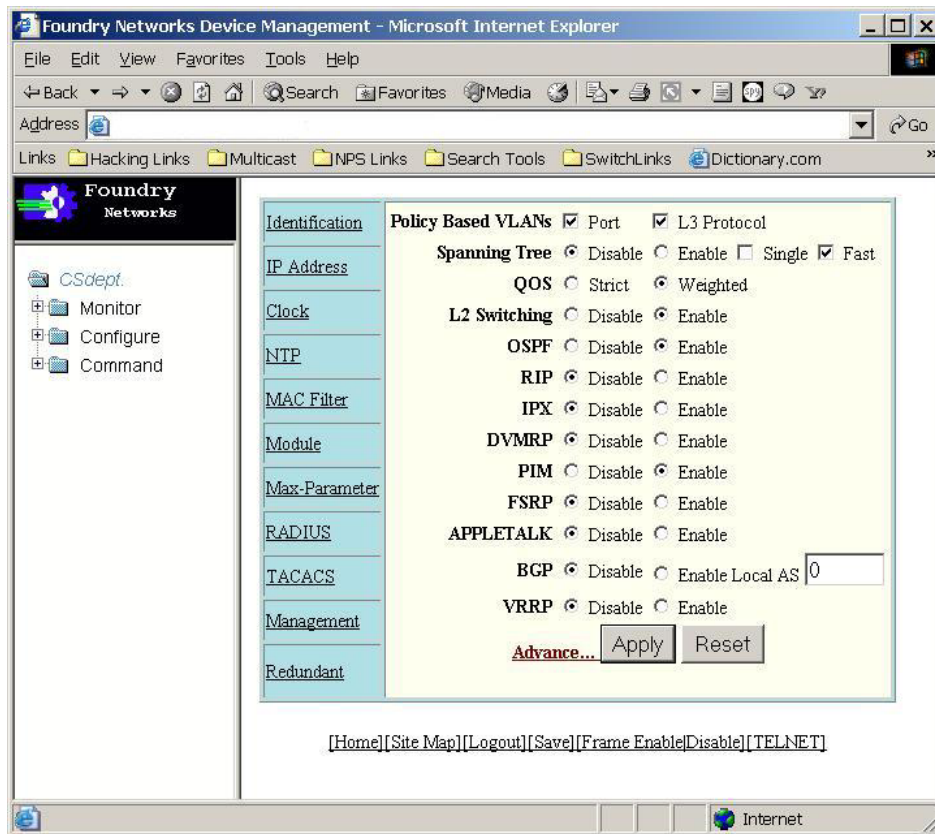 Foundry Networks Device Management - Microsoft Internet Explorer
File Edit View Favorites Tools Help
Back Search Favorites Media
Address Go
Links Hacking Links Multicast NPS Links Search Tools SwitchLinks Dictionary.com »
Foundry
Networks
CSdept.
Monitor
Configure
Command
Identification
IP Address
Clock
NTP
MAC Filter
Module
Max-Parameter
RADIUS
TACACS
Management
Redundant
Policy Based VLANs Port L3 Protocol
Spanning Tree Disable Enable Single Fast
QOS Strict Weighted
L2 Switching Disable Enable
OSPF Disable Enable
RIP Disable Enable
IPX Disable Enable
DVMRP Disable Enable
PIM Disable Enable
FSRP Disable Enable
APPLETALK Disable Enable
BGP Disable Enable Local AS 0
VRRP Disable Enable
Advance... Apply Reset
[Home][Site Map][Logout][Save][Frame Enable|Disable][TELNET]
Internet